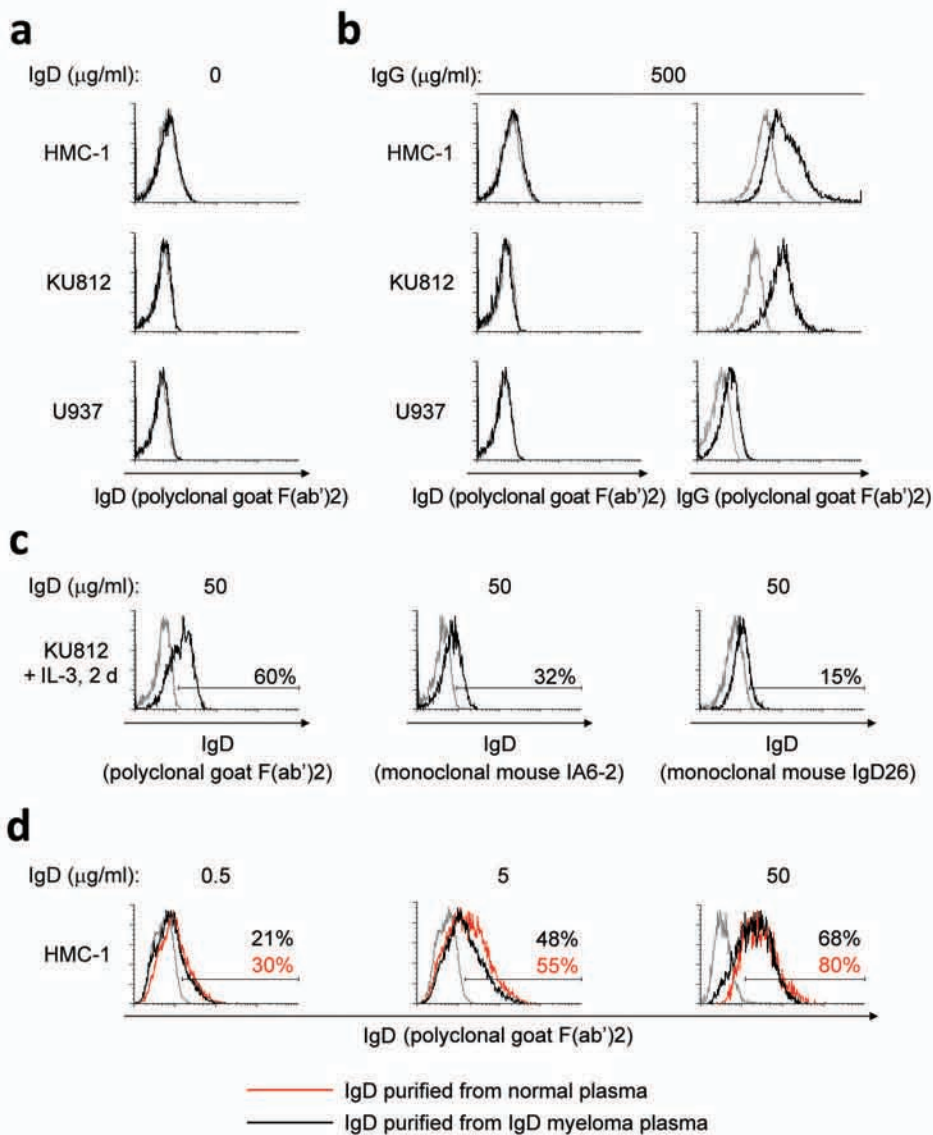 a
IgD (μg/ml): 0
HMC-1
KU812
U937
IgD (polyclonal goat F(ab')2)
b
IgG (μg/ml): 500
HMC-1
KU812
U937
IgD (polyclonal goat F(ab')2) IgG (polyclonal goat F(ab')2)
c
IgD (μg/ml): 50 50 50
KU812
+ IL-3, 2 d
60% 32% 15%
IgD IgD IgD
(polyclonal goat F(ab')2) (monoclonal mouse IA6-2) (monoclonal mouse IgD26)
d
IgD (μg/ml): 0.5 5 50
HMC-1
21% 48% 68%
30% 55% 80%
IgD (polyclonal goat F(ab')2)
IgD purified from normal plasma
IgD purified from IgD myeloma plasma